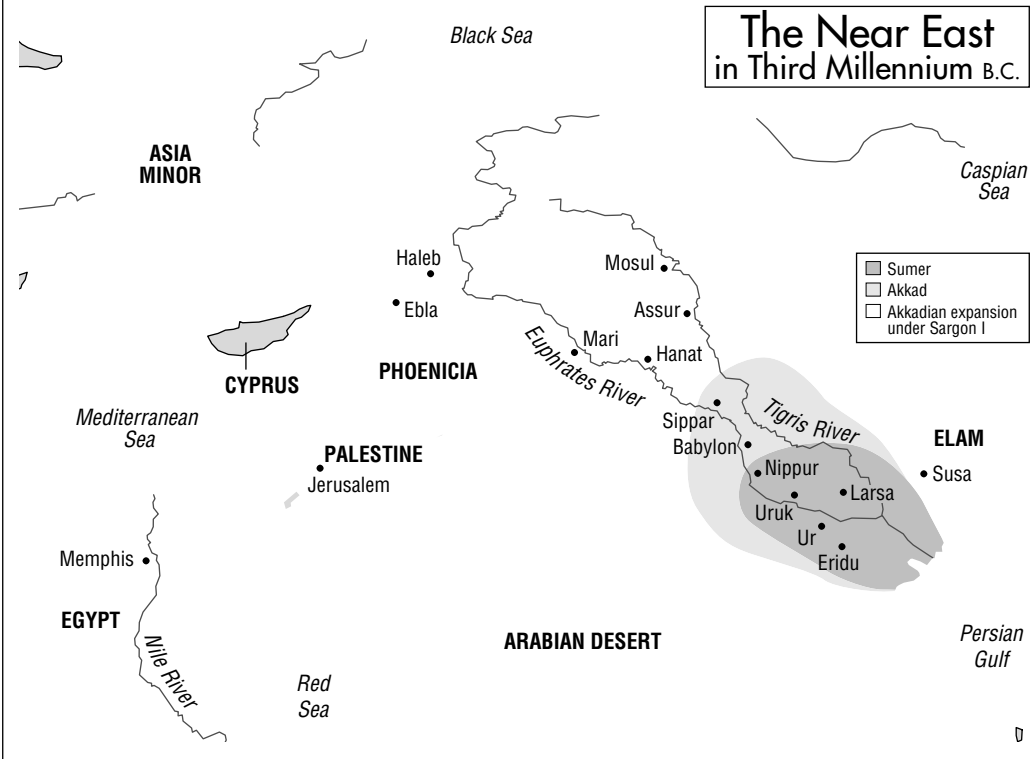 Black Sea
The Near East
in Third Millennium B.C.
ASIA
MINOR
Caspian
Sea
Haleb
Mosul
Sumer
Akkad
Akkadian expansion
under Sargon I
Ebla
Assur
Mari
Hanat
Euphrates River
CYPRUS
PHOENICIA
Mediterranean
Sea
Sippar
Tigris River
Babylon
ELAM
PALESTINE
Nippur
Susa
Jerusalem
Larsa
Uruk
Ur
Memphis
Eridu
EGYPT
Nile River
ARABIAN DESERT
Persian
Gulf
Red
Sea